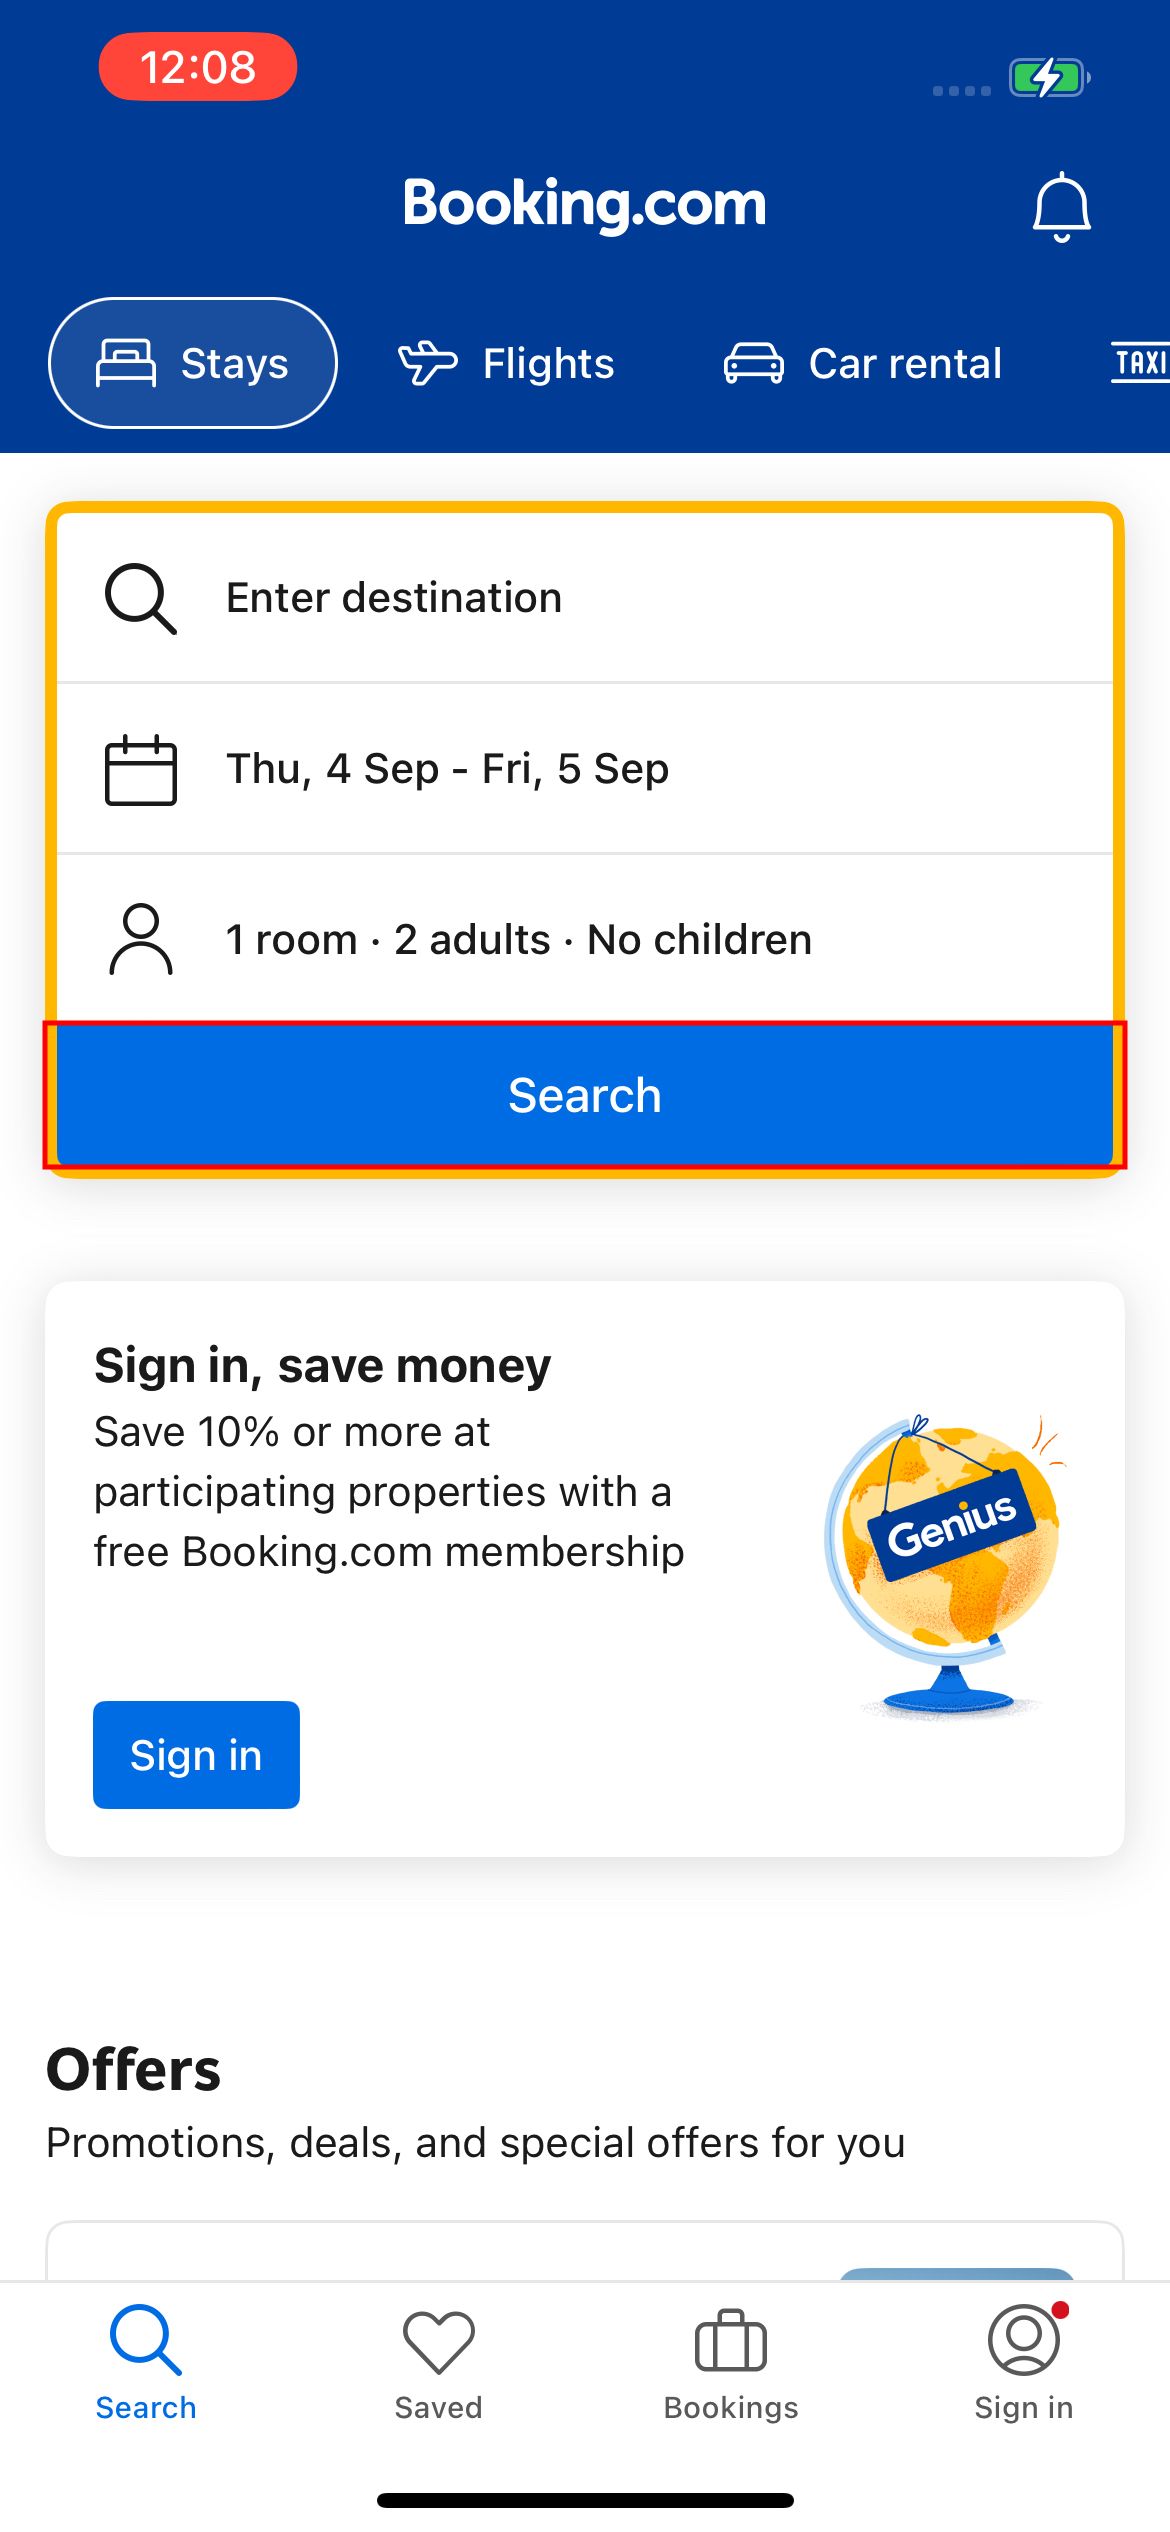 12:08
Booking.com
Stays
Flights
Car rental
TAXI
Enter destination
Thu, 4 Sep - Fri, 5 Sep
1 room · 2 adults · No children
Search
Sign in, save money
Save 10% or more at
participating properties with a
free Booking.com membership
Genius
Sign in
Offers
Promotions, deals, and special offers for you
Search
Saved
Bookings
Sign in